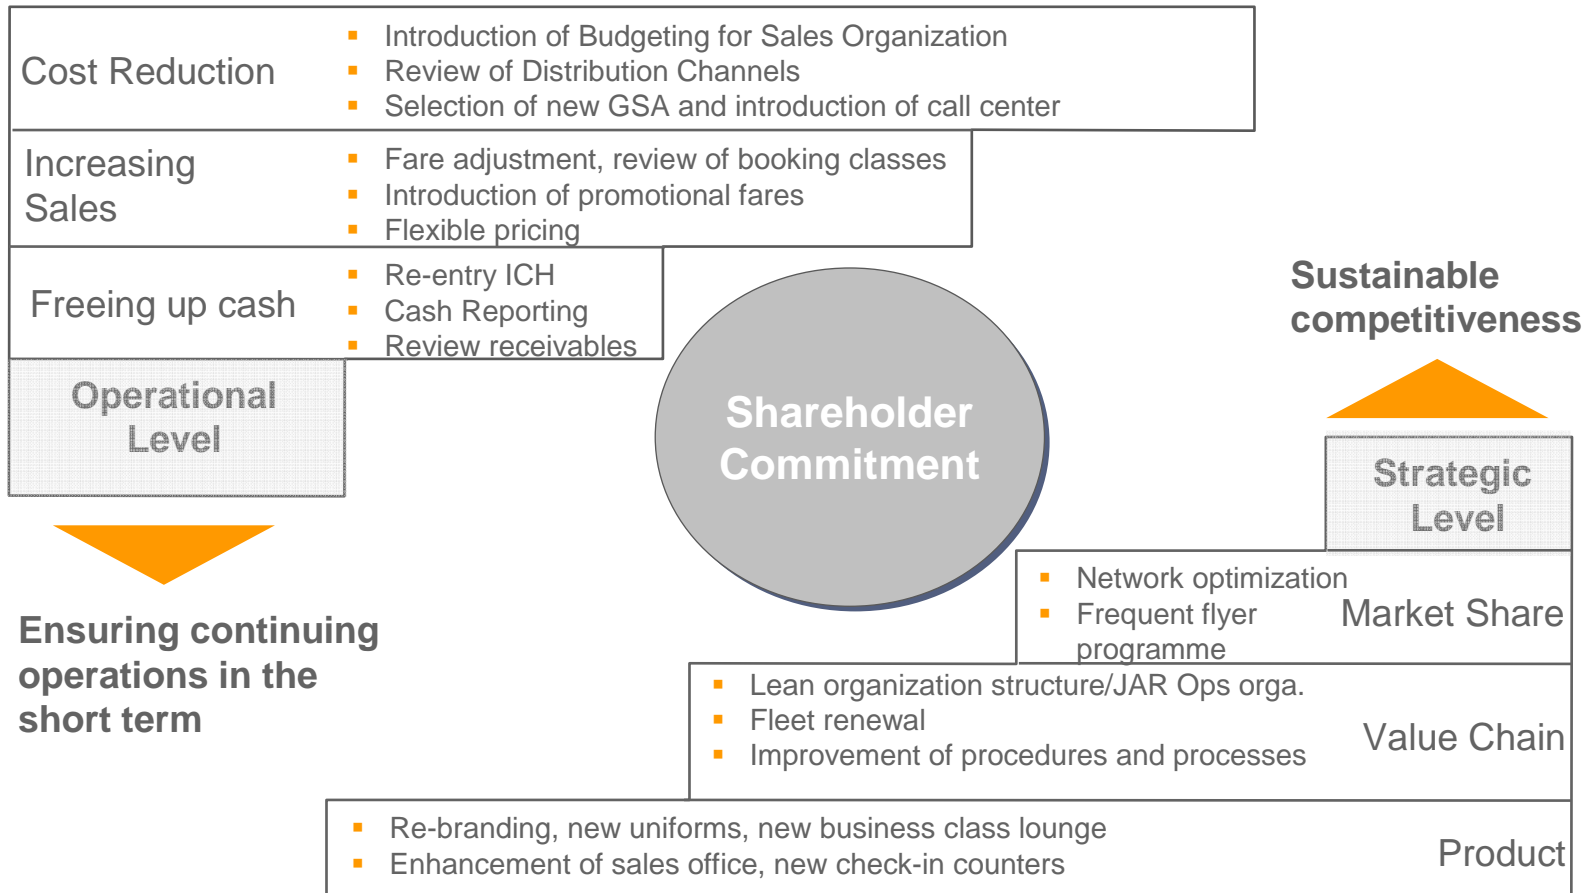 Cost Reduction
Introduction of Budgeting for Sales Organization
Review of Distribution Channels
Selection of new GSA and introduction of call center
Increasing
Sales
Fare adjustment, review of booking classes
Introduction of promotional fares
Flexible pricing
Freeing up cash
Re-entry ICH
Cash Reporting
Review receivables
Operational
Level
Ensuring continuing
operations in the
short term
Shareholder
Commitment
Sustainable
competitiveness
Strategic
Level
Network optimization
Frequent flyer
programme
Market Share
Lean organization structure/JAR Ops orga.
Fleet renewal
Improvement of procedures and processes
Value Chain
Re-branding, new uniforms, new business class lounge
Enhancement of sales office, new check-in counters
Product